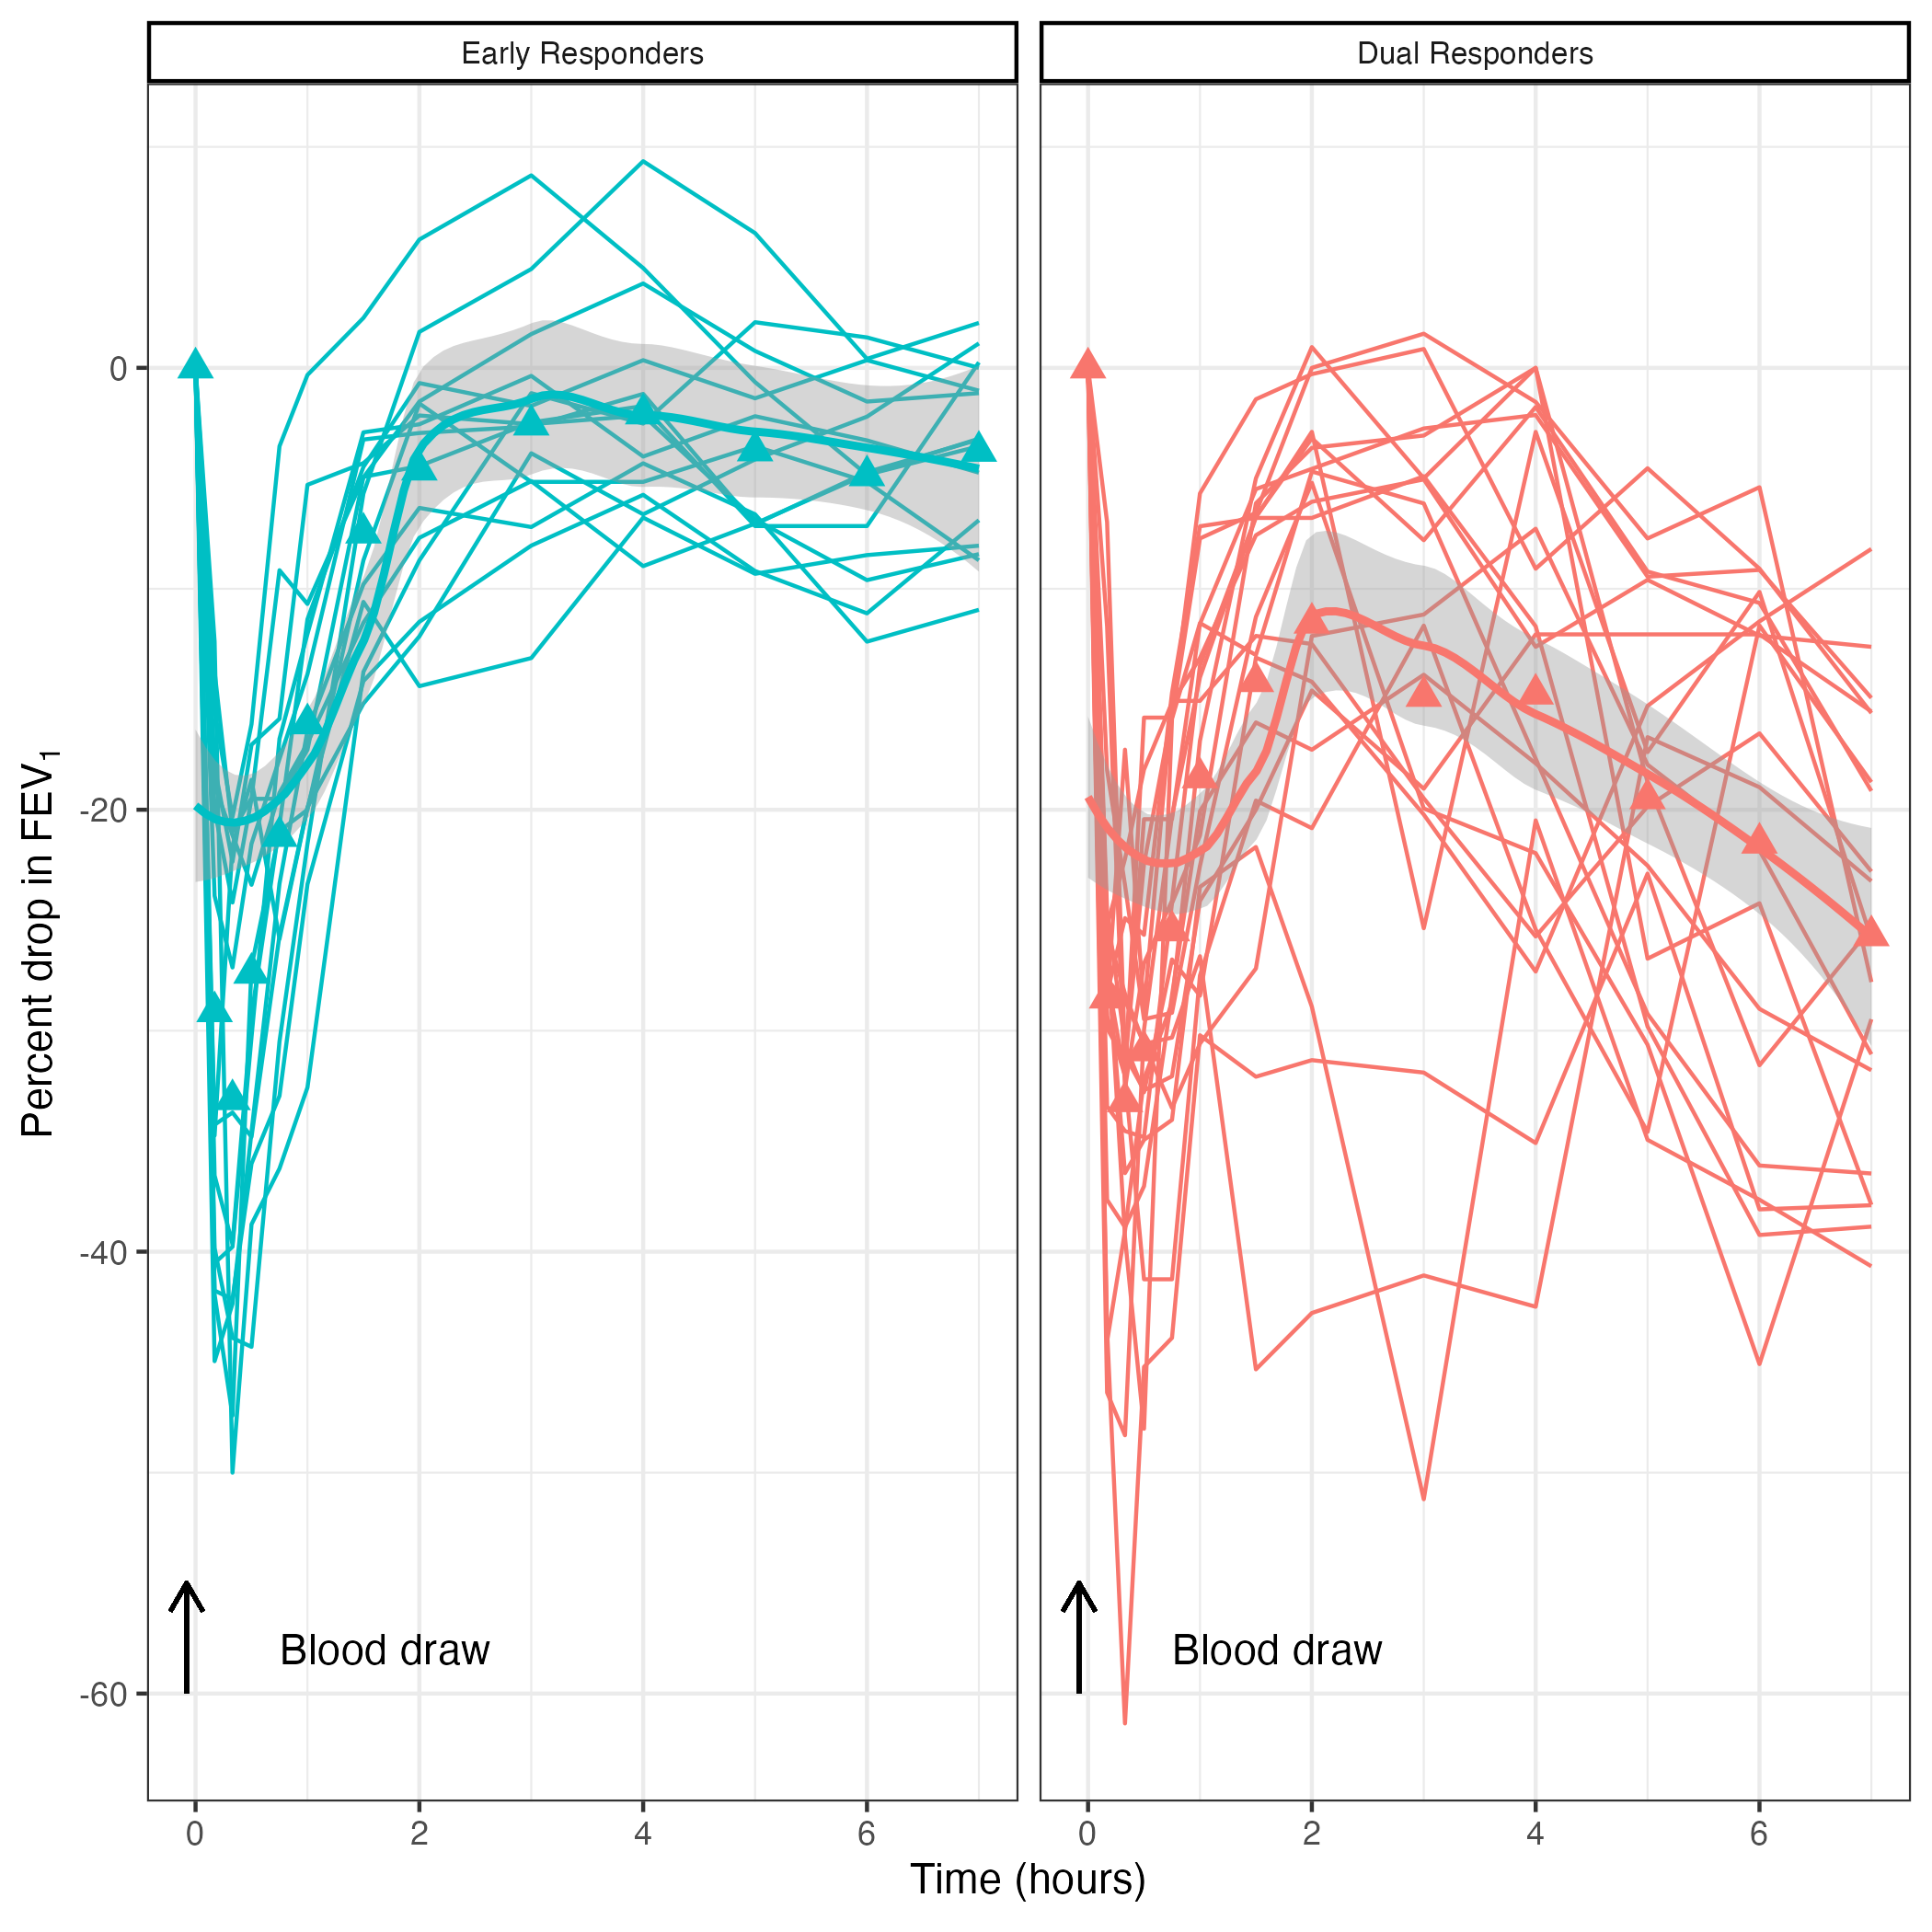 Early Responders
Dual Responders
Percent drop in FEV₁
0
-20
-40
-60
Blood draw
Blood draw
0
2
4
6
0
2
4
6
Time (hours)